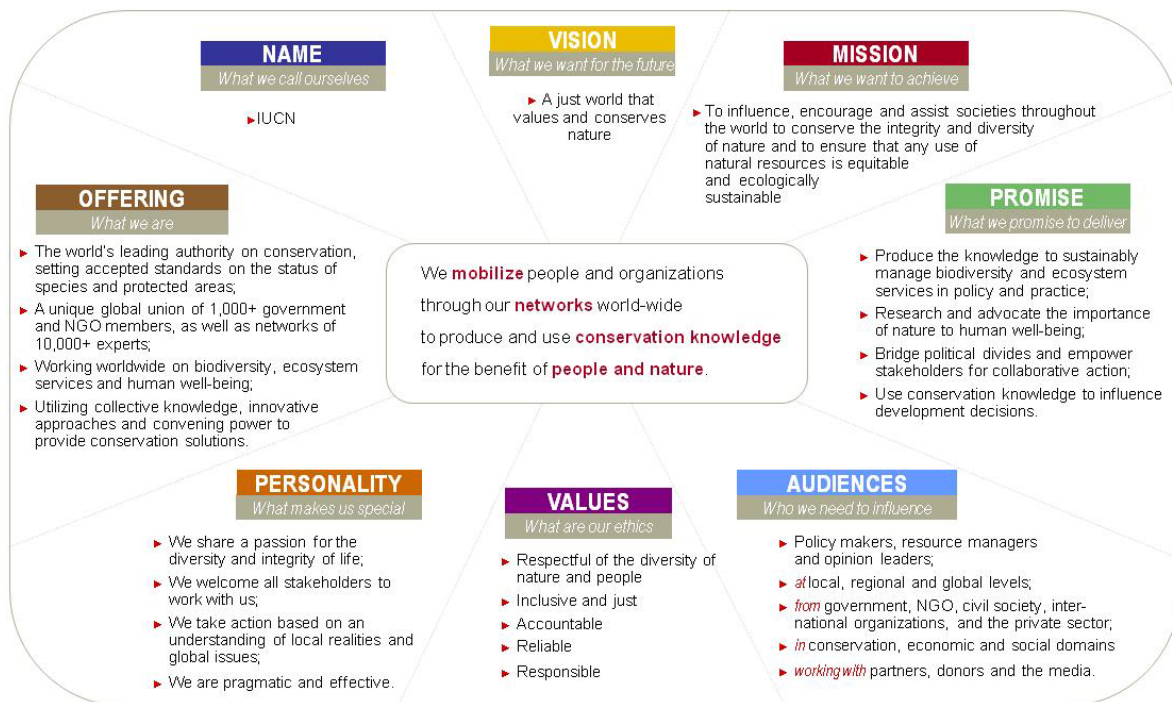 NAME
What we call ourselves
►IUCN
VISION
What we want for the future
► A just world that
values and conserves
nature
MISSION
What we want to achieve
► To influence, encourage and assist societies throughout
the world to conserve the integrity and diversity
of nature and to ensure that any use of
natural resources is equitable
and ecologically
sustainable
OFFERING
What we are
► The world's leading authority on conservation,
setting accepted standards on the status of
species and protected areas;
► A unique global union of 1,000+ government
and NGO members, as well as networks of
10,000+ experts;
► Working worldwide on biodiversity, ecosystem
services and human well-being;
► Utilizing collective knowledge, innovative
approaches and convening power to
provide conservation solutions.
We mobilize people and organizations
through our networks world-wide
to produce and use conservation knowledge
for the benefit of people and nature.
PROMISE
What we promise to deliver
► Produce the knowledge to sustainably
manage biodiversity and ecosystem
services in policy and practice;
► Research and advocate the importance
of nature to human well-being;
► Bridge political divides and empower
stakeholders for collaborative action;
► Use conservation knowledge to influence
development decisions.
PERSONALITY
What makes us special
► We share a passion for the
diversity and integrity of life;
► We welcome all stakeholders to
work with us;
► We take action based on an
understanding of local realities and
global issues;
► We are pragmatic and effective.
VALUES
What are our ethics
► Respectful of the diversity of
nature and people
► Inclusive and just
► Accountable
► Reliable
► Responsible
AUDIENCES
Who we need to influence
► Policy makers, resource managers
and opinion leaders;
► at local, regional and global levels;
► from government, NGO, civil society, inter-
national organizations, and the private sector;
► in conservation, economic and social domains
► working with partners, donors and the media.